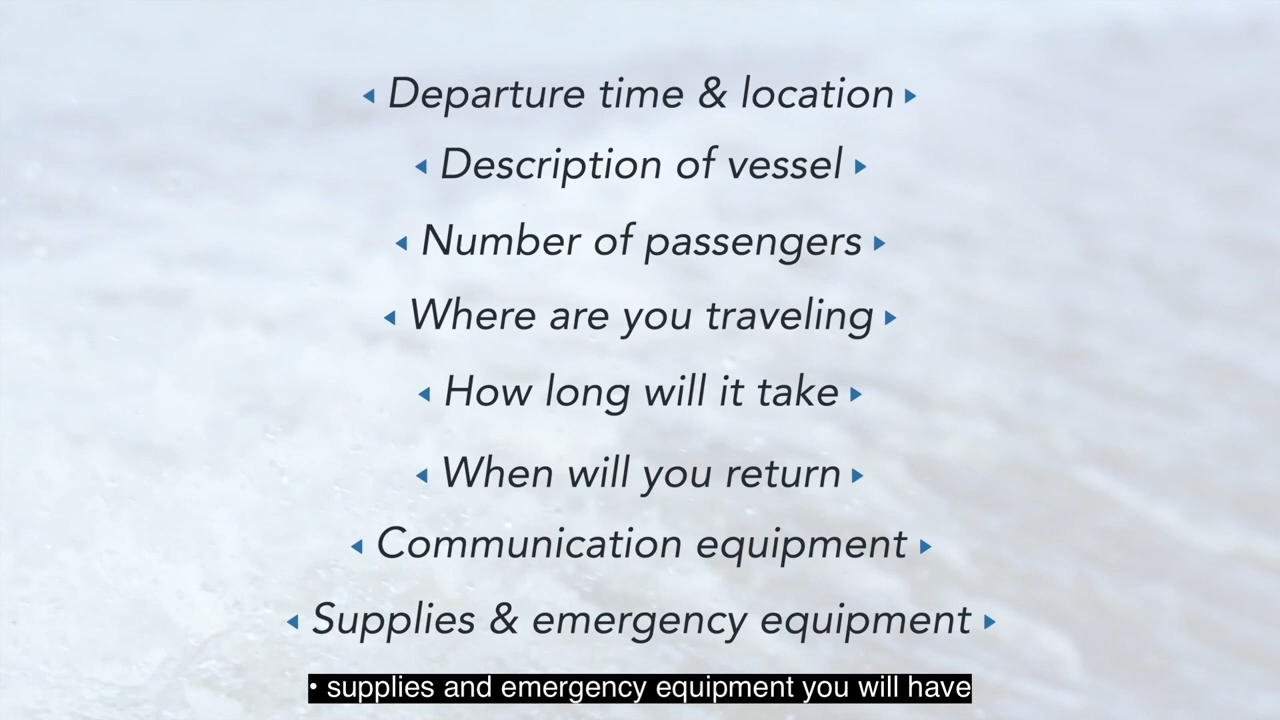 Departure time & location
Description of vessel
Number of passengers
Where are you traveling
How long will it take
When will you return
Communication equipment
Supplies & emergency equipment
• supplies and emergency equipment you will have